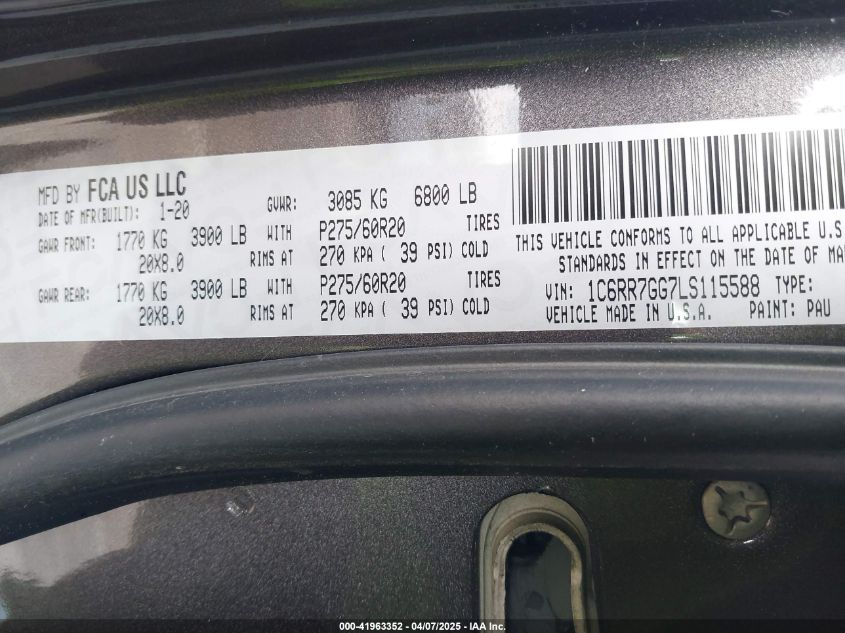 MFD BY FCA US LLC
DATE OF MFR(BUILT): 1-20
GVWR: 3085 KG 6800 LB
GAWR FRONT: 1770 KG 3900 LB WITH P275/60R20 TIRES
20X8.0 RIMS AT 270 KPA ( 39 PSI) COLD
GAWR REAR: 1770 KG 3900 LB WITH P275/60R20 TIRES
20X8.0 RIMS AT 270 KPA ( 39 PSI) COLD
THIS VEHICLE CONFORMS TO ALL APPLICABLE U.S.
STANDARDS IN EFFECT ON THE DATE OF
VIN: 1C6RR7GG7LS115588 TYPE:
VEHICLE MADE IN U.S.A. PAINT: PAU
000-41963352 - 04/07/2025 - IAA Inc.